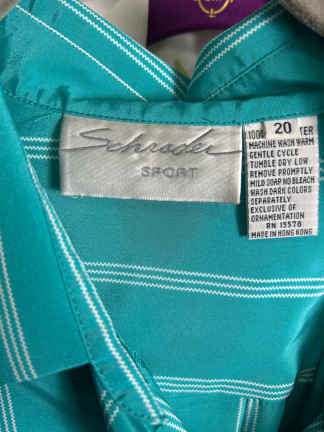 Schrader
SPORT
100% 20 TER
MACHINE WASH WARM
GENTLE CYCLE
TUMBLE DRY LOW
REMOVE PROMPTLY
MILD SOAP NO BLEACH
WASH DARK COLORS
SEPARATELY
EXCLUSIVE OF
ORNAMENTATION
RN 15578
MADE IN HONG KONG